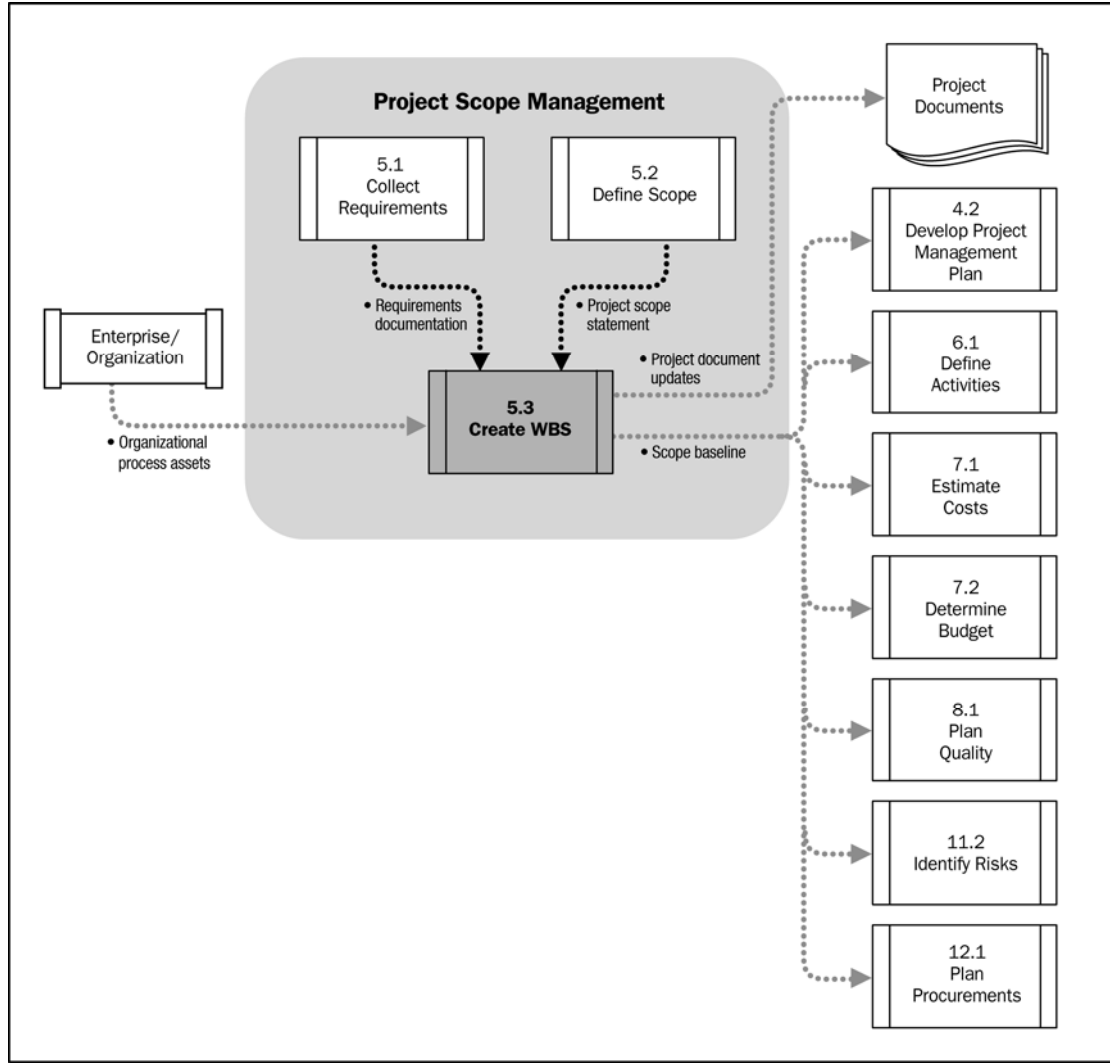 Project Scope Management
5.1
Collect
Requirements
5.2
Define Scope
• Requirements
documentation
• Project scope
statement
Enterprise/
Organization
• Organizational
process assets
5.3
Create WBS
• Project document
updates
• Scope baseline
Project
Documents
4.2
Develop Project
Management
Plan
6.1
Define
Activities
7.1
Estimate
Costs
7.2
Determine
Budget
8.1
Plan
Quality
11.2
Identify Risks
12.1
Plan
Procurements